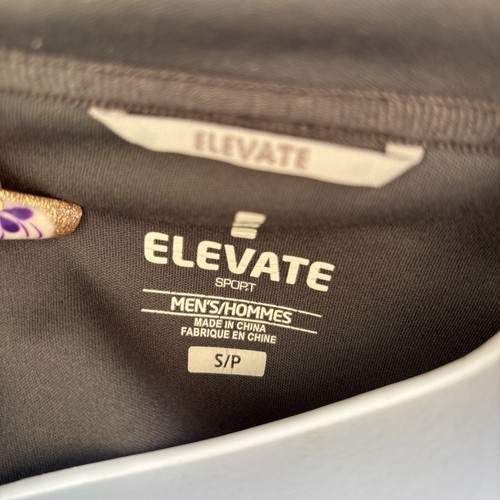 ELEVATE
ELEVATE
SPORT
MEN'S/HOMMES
MADE IN CHINA
FABRIQUE EN CHINE
S/P